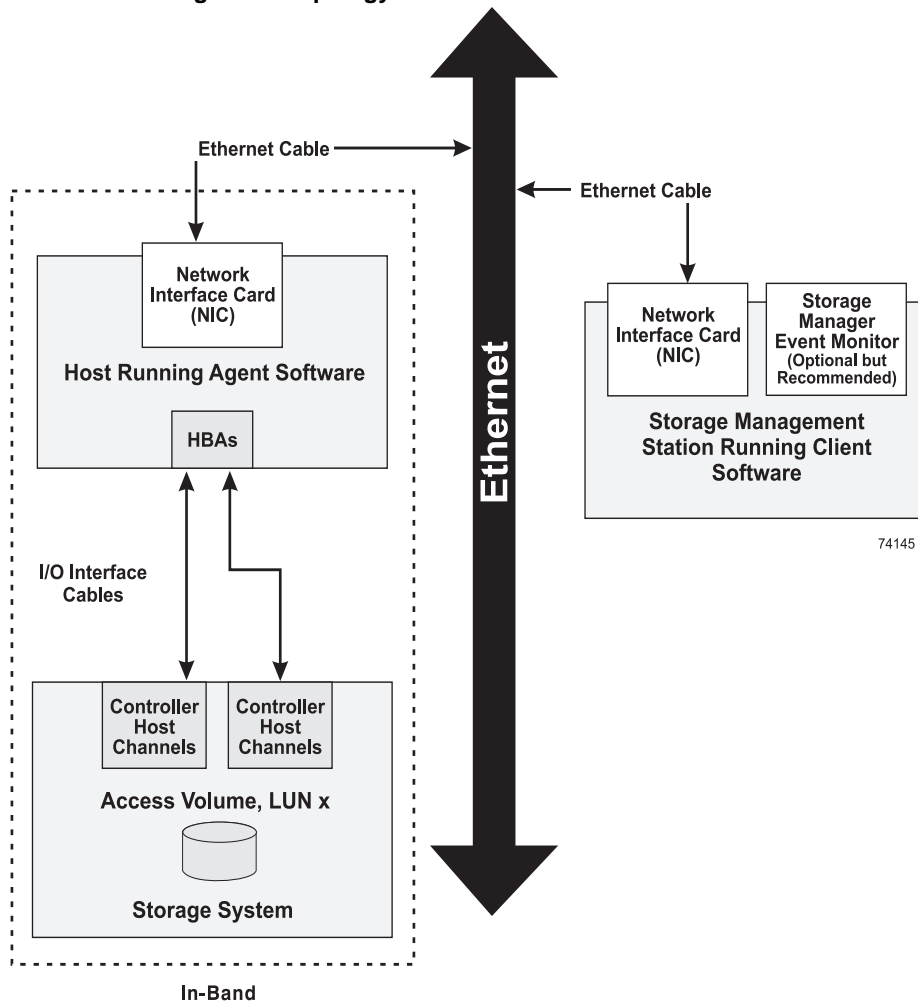 Ethernet Cable
Ethernet Cable
Network
Interface Card
(NIC)
Host Running Agent Software
HBAs
Network
Interface Card
(NIC)
Storage
Manager
Event Monitor
(Optional but
Recommended)
Storage Management
Station Running Client
Software
74145
Ethernet
I/O Interface
Cables
Controller
Host
Channels
Controller
Host
Channels
Access Volume, LUN x
Storage System
In-Band